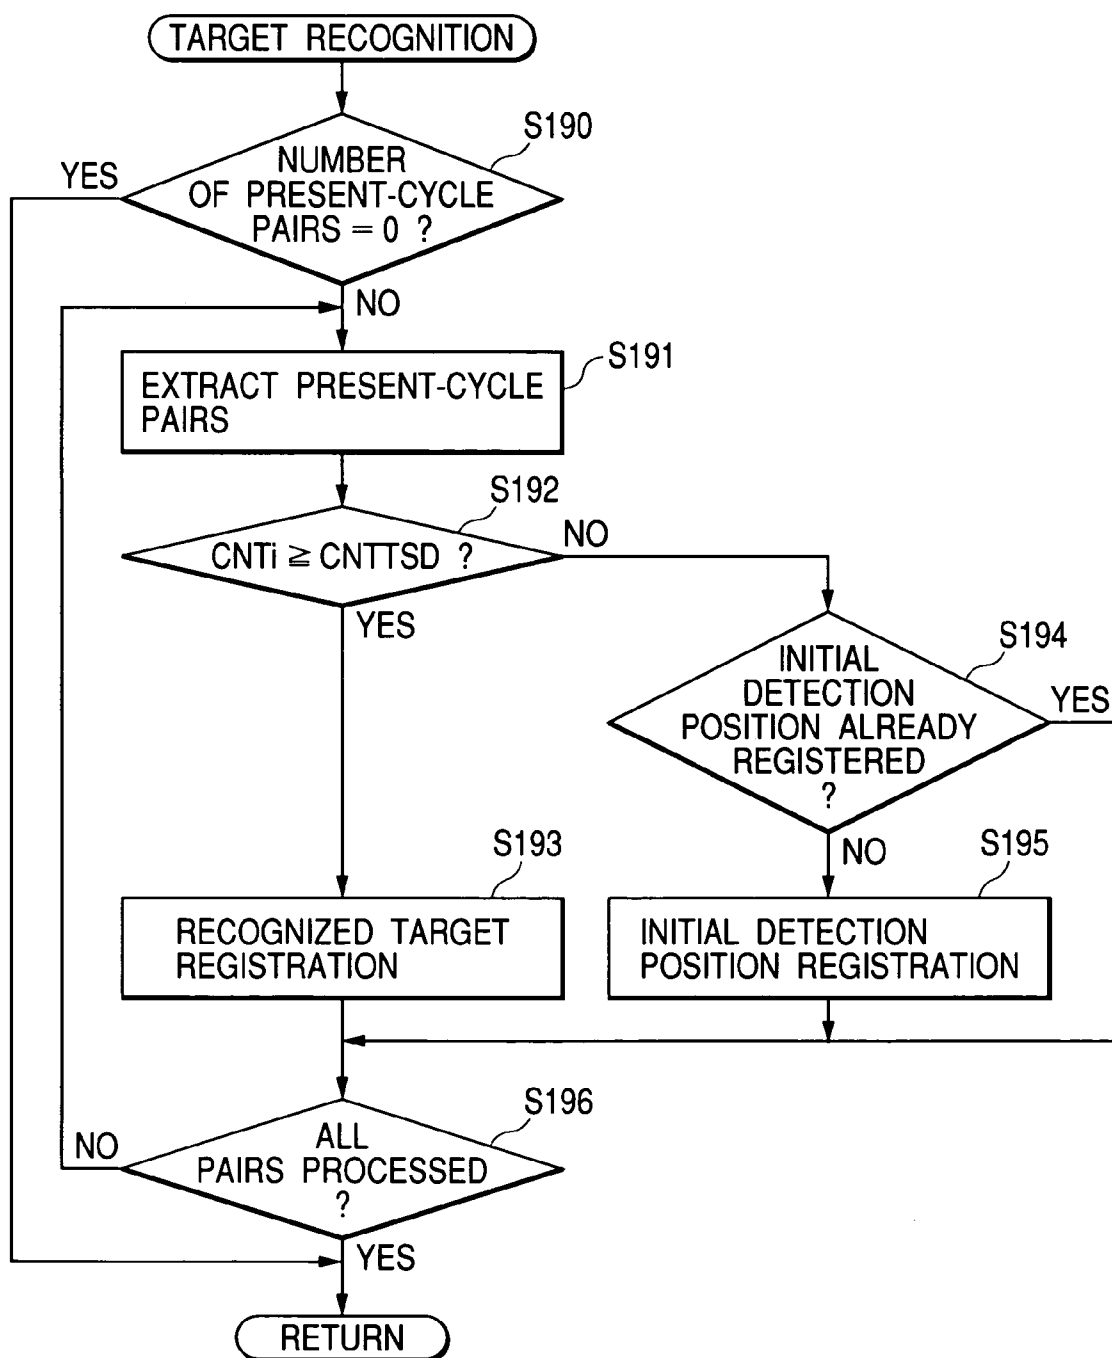 TARGET RECOGNITION
S190
NUMBER
OF PRESENT-CYCLE
PAIRS = 0 ?
YES
NO
S191
EXTRACT PRESENT-CYCLE
PAIRS
S192
CNTi ≧ CNTTSD ?
NO
YES
S194
INITIAL
DETECTION
POSITION ALREADY
REGISTERED
?
YES
NO
S193
RECOGNIZED TARGET
REGISTRATION
S195
INITIAL DETECTION
POSITION REGISTRATION
S196
ALL
PAIRS PROCESSED
?
NO
YES
RETURN